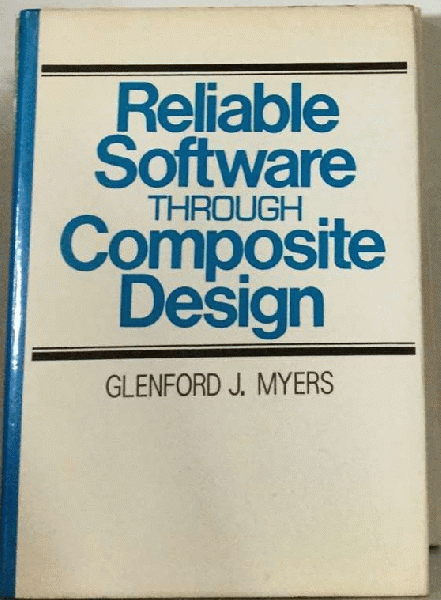 Reliable
Software
THROUGH
Composite
Design
GLENFORD J. MYERS